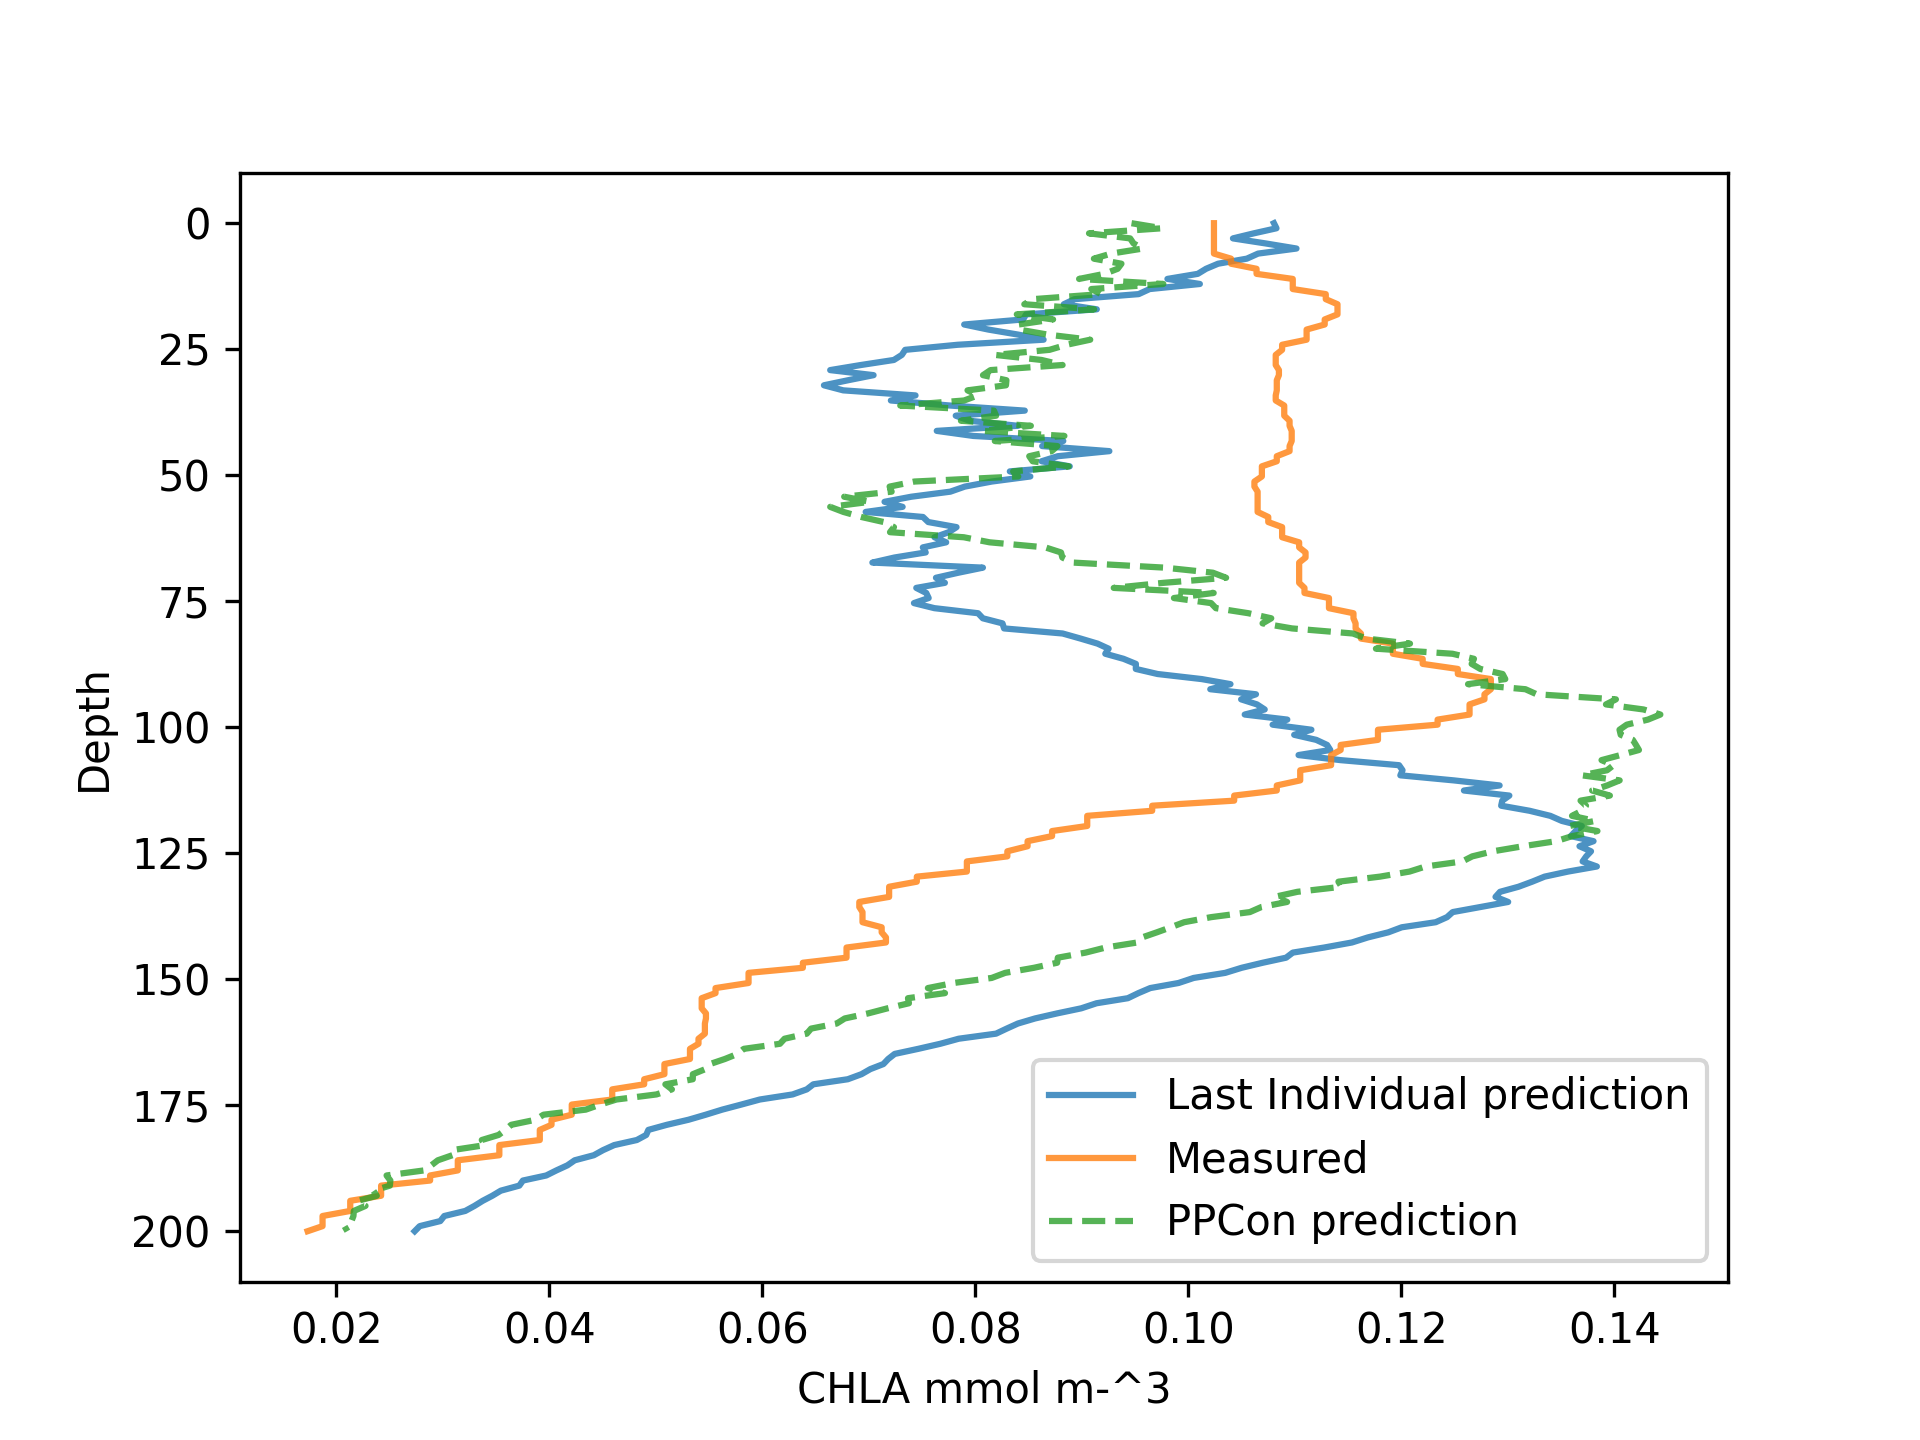 0
25
50
75
100
125
150
175
200
Depth
0.02 0.04 0.06 0.08 0.10 0.12 0.14
CHLA mmol m-^3
Last Individual prediction
Measured
PPCon prediction